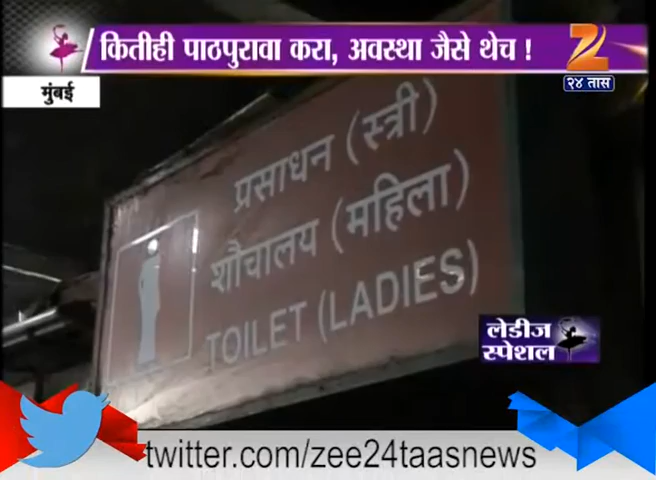 कितीही पाठपुरावा करा, अवस्था जैसे थेच !
२४ तास
मुंबई
प्रसाधन (स्त्री)
शौचालय (महिला)
TOILET (LADIES)
लेडीज
स्पेशल
twitter.com/zee24taasnews